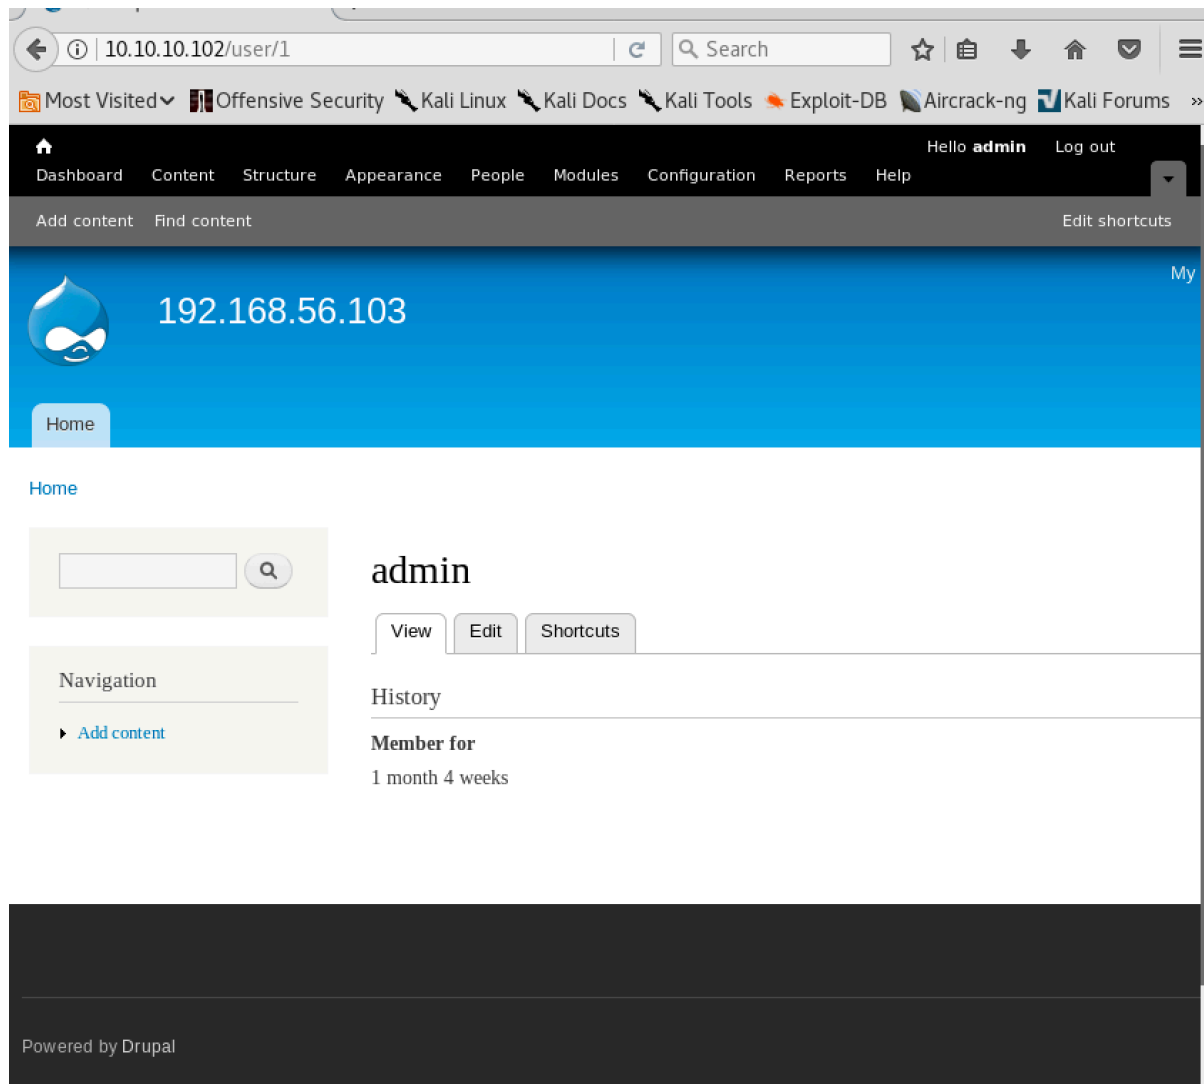 10.10.10.102/user/1
Search
Most Visited Offensive Security Kali Linux Kali Docs Kali Tools Exploit-DB Aircrack-ng Kali Forums »
Hello admin Log out
Dashboard Content Structure Appearance People Modules Configuration Reports Help
Add content Find content Edit shortcuts
My
192.168.56.103
Home
Home
admin
View Edit Shortcuts
Navigation
Add content
History
Member for
1 month 4 weeks
Powered by Drupal